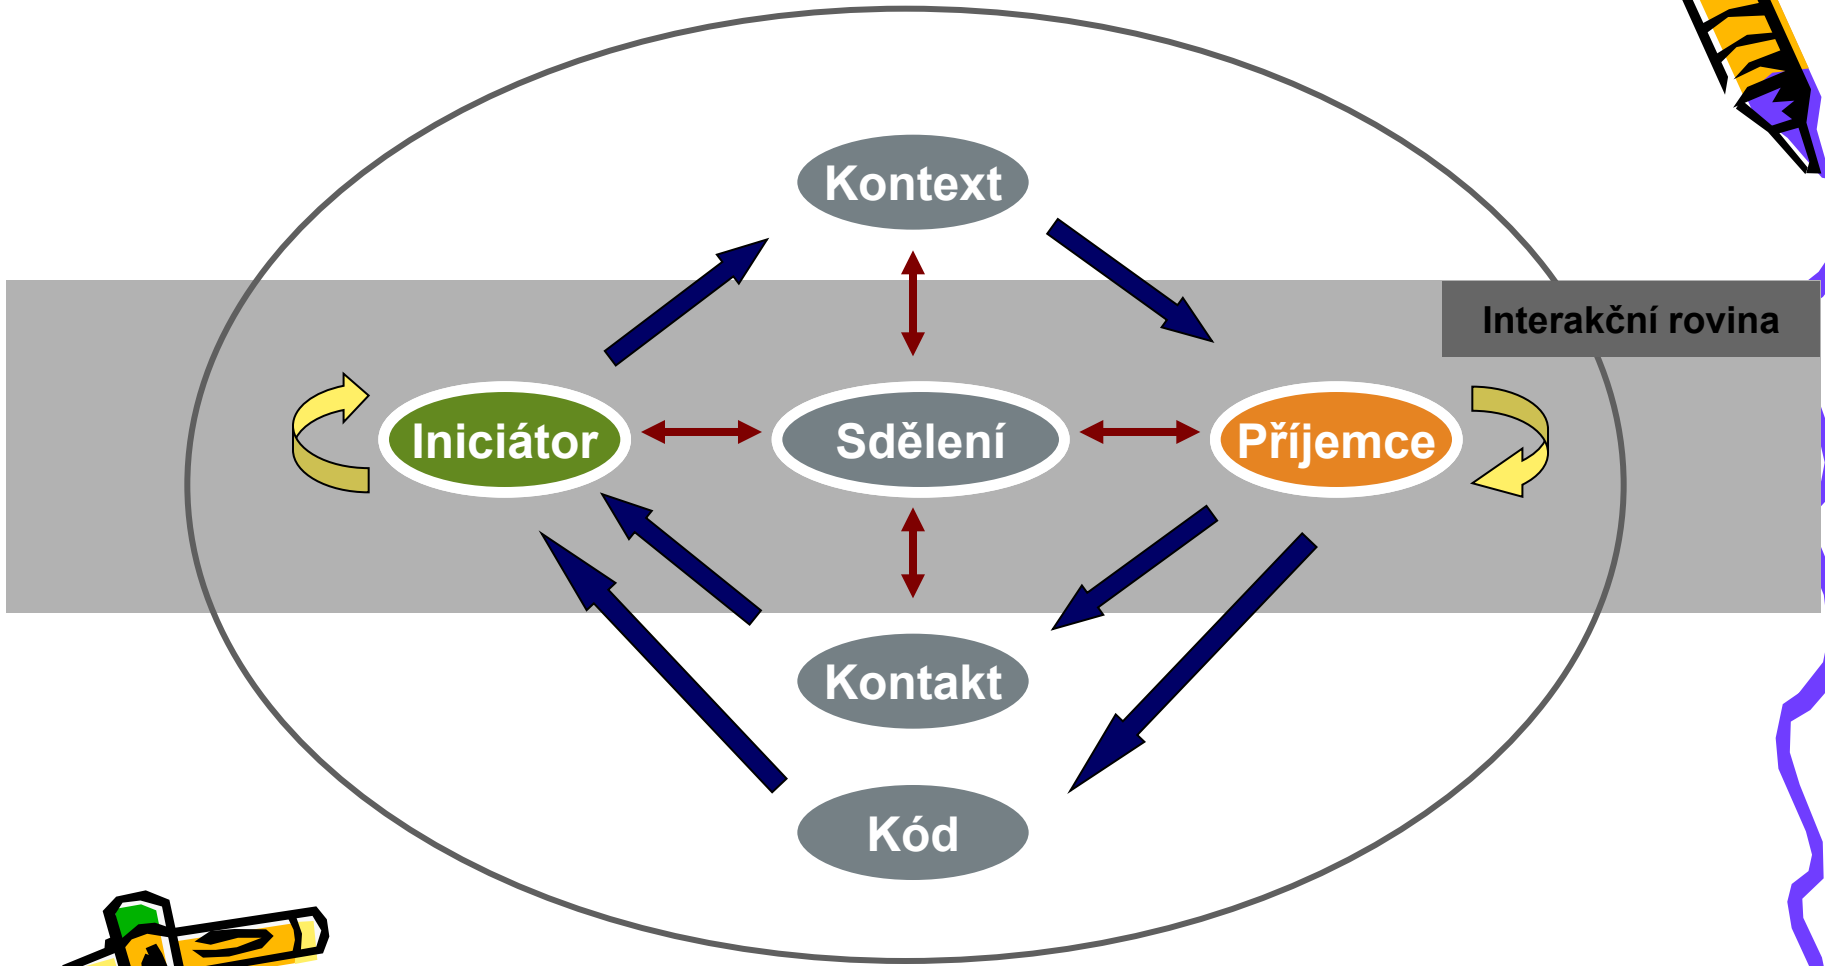 Kontext
Interakční rovina
Iniciátor
Sdělení
Příjemce
Kontakt
Kód